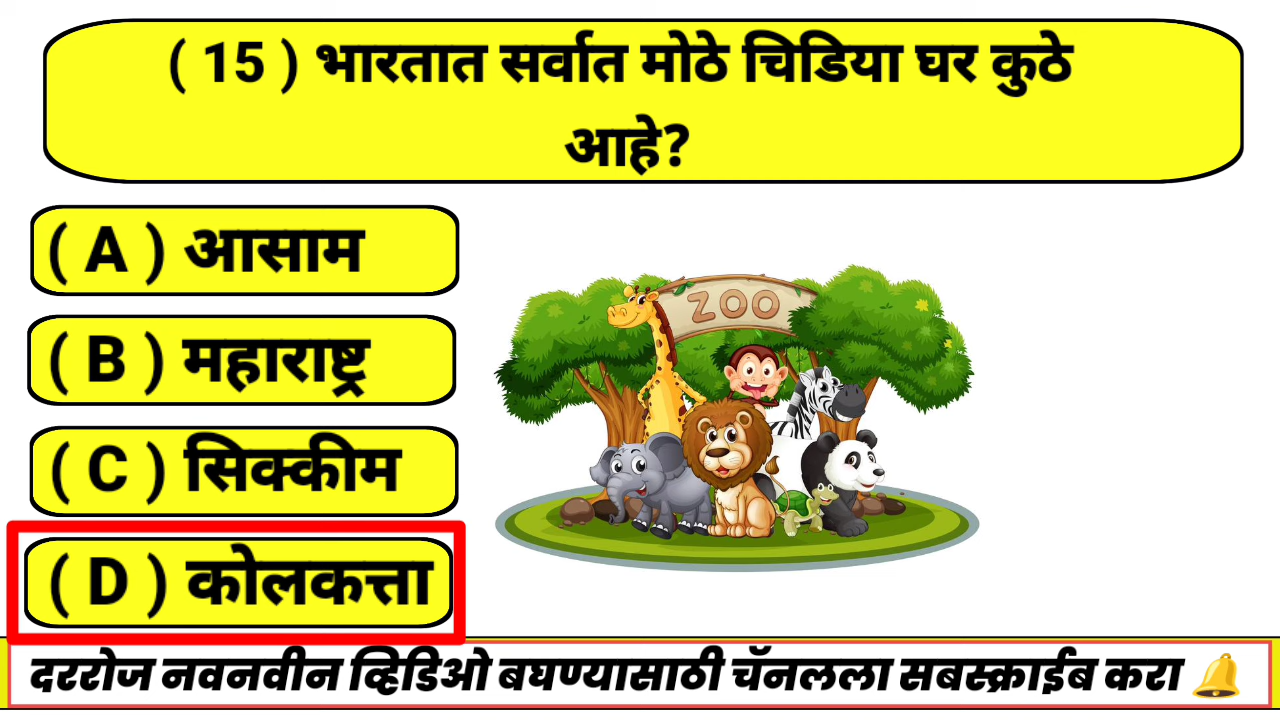 ( 15 ) भारतात सर्वात मोठे चिडिया घर कुठे
आहे?
( A ) आसाम
( B ) महाराष्ट्र
( C ) सिक्कीम
( D ) कोलकत्ता
ZOO
दररोज नवनवीन व्हिडिओ बघण्यासाठी चॅनलला सबस्क्राईब करा